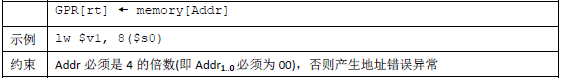 GPR[rt] ← memory[Addr]
示例 lw $v1, 8($s0)
约束 Addr 必须是 4 的倍数(即 Addr1..0 必须为 00)，否则产生地址错误异常